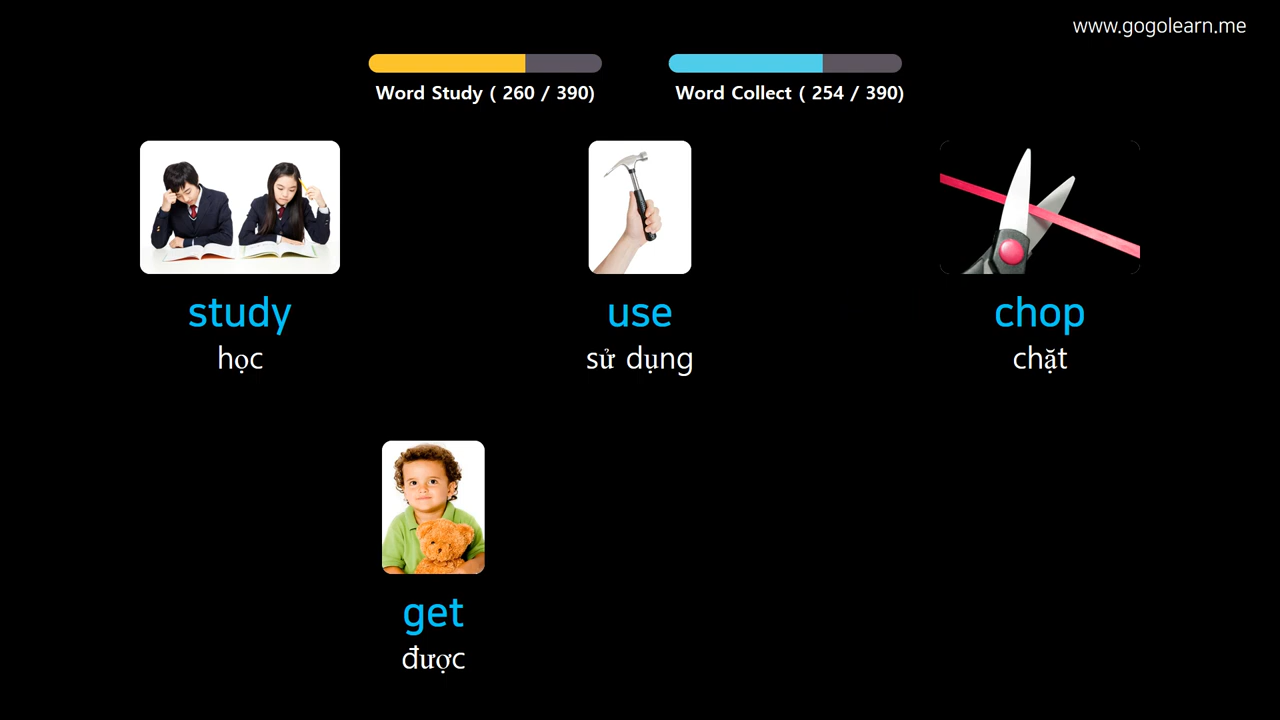 www.gogolearn.me
Word Study ( 260 / 390)
Word Collect ( 254 / 390)
study
học
use
sử dụng
chop
chặt
get
được